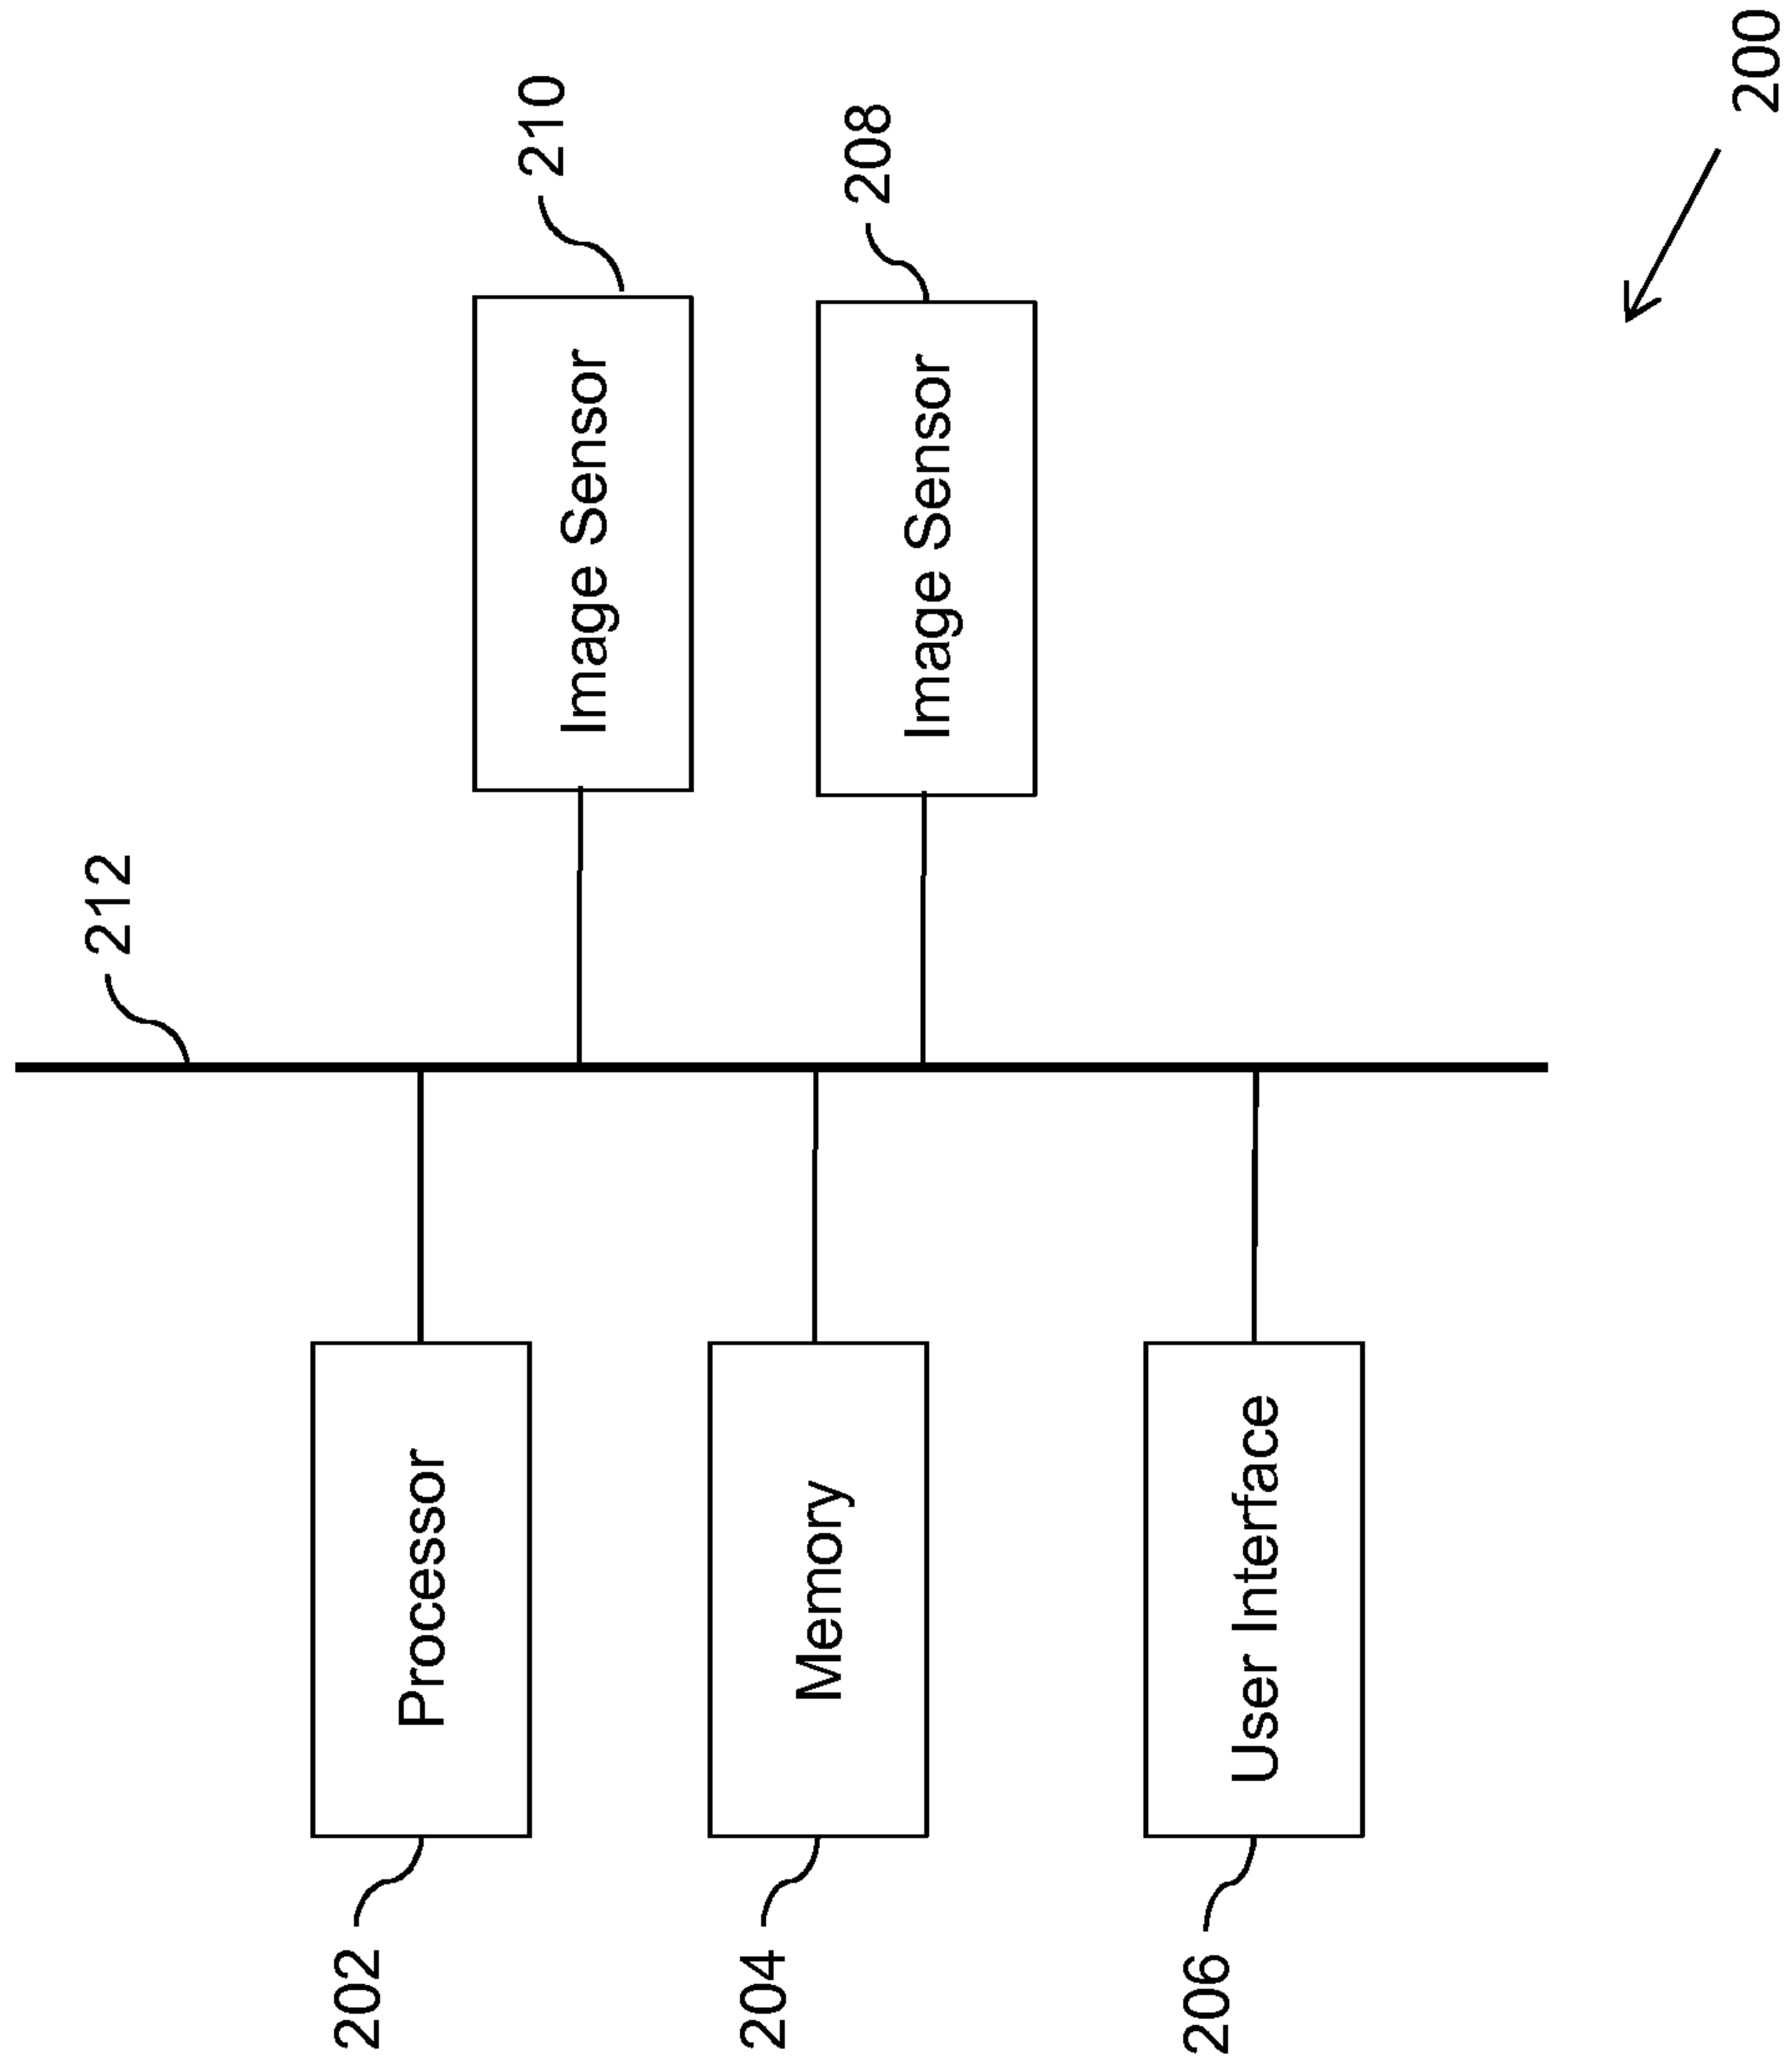 212
202
Processor
210
Image Sensor
204
Memory
208
Image Sensor
206
User Interface
200